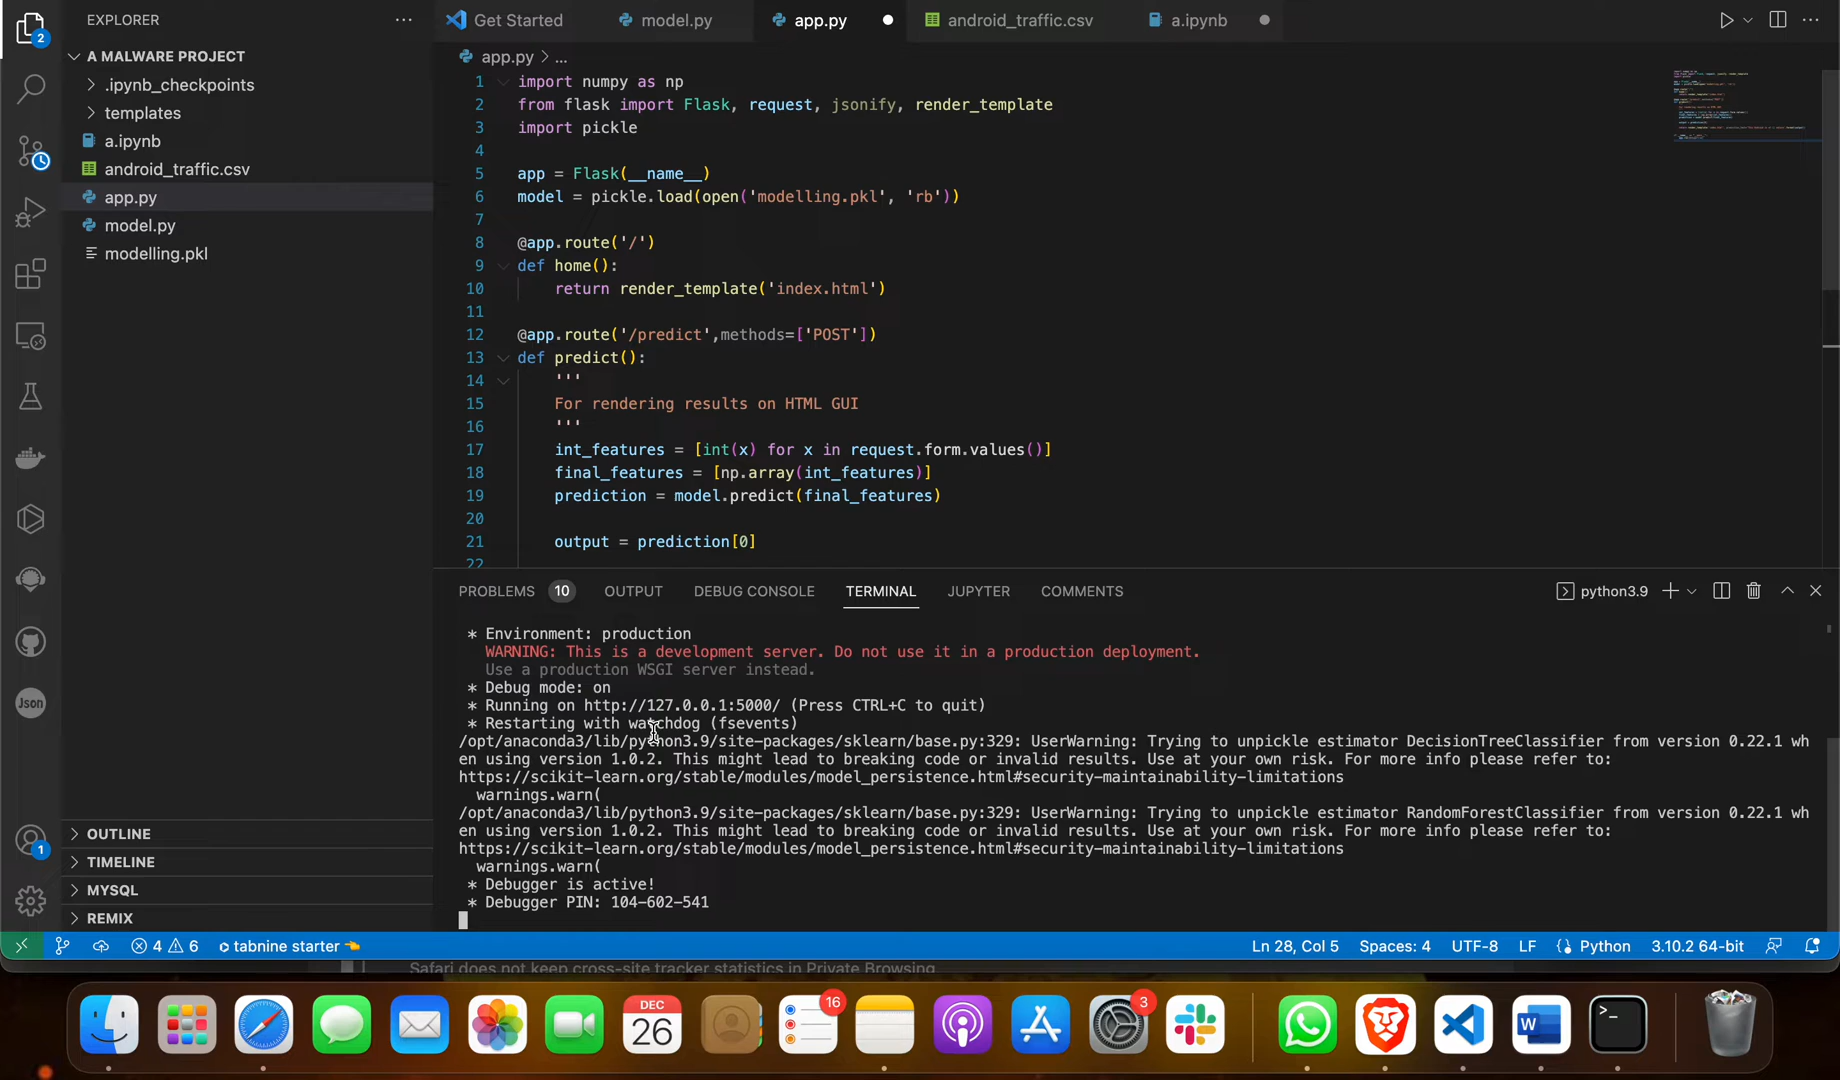 EXPLORER
2
A MALWARE PROJECT
.ipynb_checkpoints
templates
a.ipynb
android_traffic.csv
app.py
model.py
modelling.pkl
OUTLINE
TIMELINE
MYSQL
REMIX
Json
1
Get Started
model.py
app.py
android_traffic.csv
a.ipynb
app.py > ...
1 import numpy as np
2 from flask import Flask, request, jsonify, render_template
3 import pickle
4
5 app = Flask(__name__)
6 model = pickle.load(open('modelling.pkl', 'rb'))
7
8 @app.route('/')
9 def home():
10 return render_template('index.html')
11
12 @app.route('/predict',methods=['POST'])
13 def predict():
14 '''
15 For rendering results on HTML GUI
16 '''
17 int_features = [int(x) for x in request.form.values()]
18 final_features = [np.array(int_features)]
19 prediction = model.predict(final_features)
20
21 output = prediction[0]
22
PROBLEMS 10 OUTPUT DEBUG CONSOLE TERMINAL JUPYTER COMMENTS
python3.9
* Environment: production
WARNING: This is a development server. Do not use it in a production deployment.
Use a production WSGI server instead.
* Debug mode: on
* Running on http://127.0.0.1:5000/ (Press CTRL+C to quit)
* Restarting with watchdog (fsevents)
/opt/anaconda3/lib/python3.9/site-packages/sklearn/base.py:329: UserWarning: Trying to unpickle estimator DecisionTreeClassifier from version 0.22.1 wh
en using version 1.0.2. This might lead to breaking code or invalid results. Use at your own risk. For more info please refer to:
https://scikit-learn.org/stable/modules/model_persistence.html#security-maintainability-limitations
warnings.warn(
/opt/anaconda3/lib/python3.9/site-packages/sklearn/base.py:329: UserWarning: Trying to unpickle estimator RandomForestClassifier from version 0.22.1 wh
en using version 1.0.2. This might lead to breaking code or invalid results. Use at your own risk. For more info please refer to:
https://scikit-learn.org/stable/modules/model_persistence.html#security-maintainability-limitations
warnings.warn(
* Debugger is active!
* Debugger PIN: 104-602-541
4 6 tabnine starter
Ln 28, Col 5 Spaces: 4 UTF-8 LF Python 3.10.2 64-bit
Safari does not keep cross-site tracker statistics in Private Browsing
DEC
26
16
3
W
>_